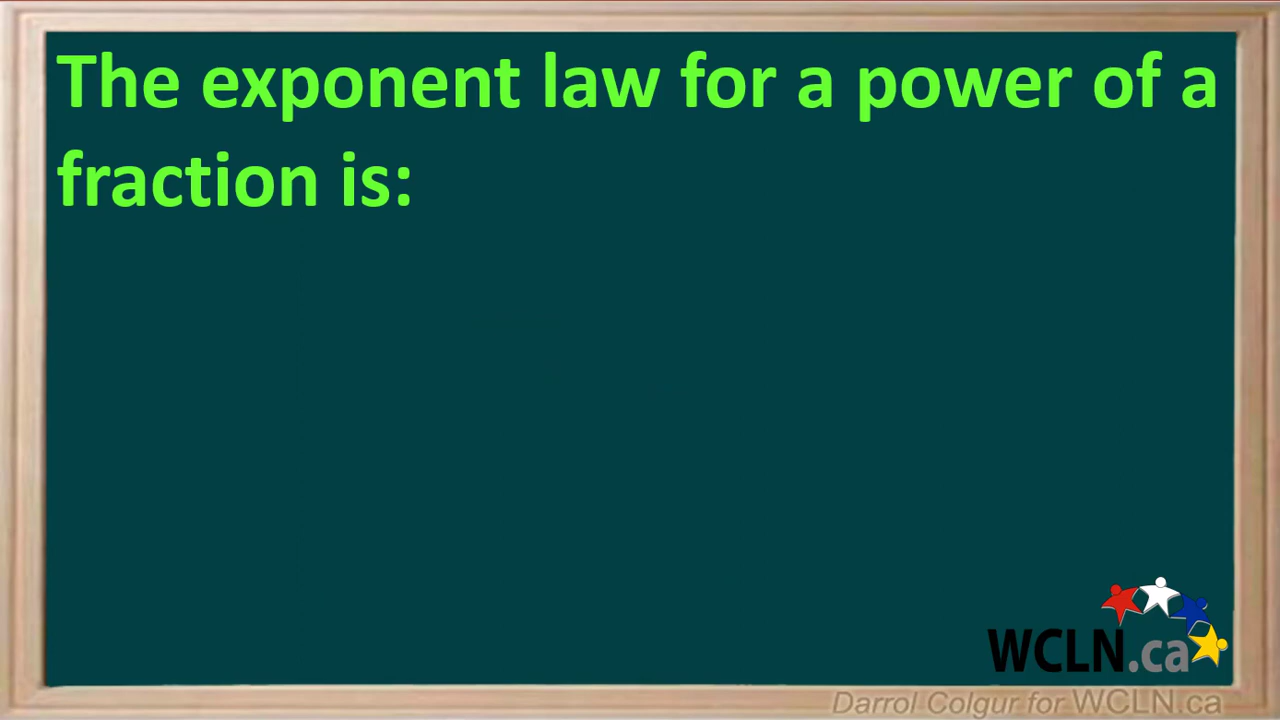 The exponent law for a power of a
fraction is:
WCLN.ca
Darrol Colgur for WCLN.ca